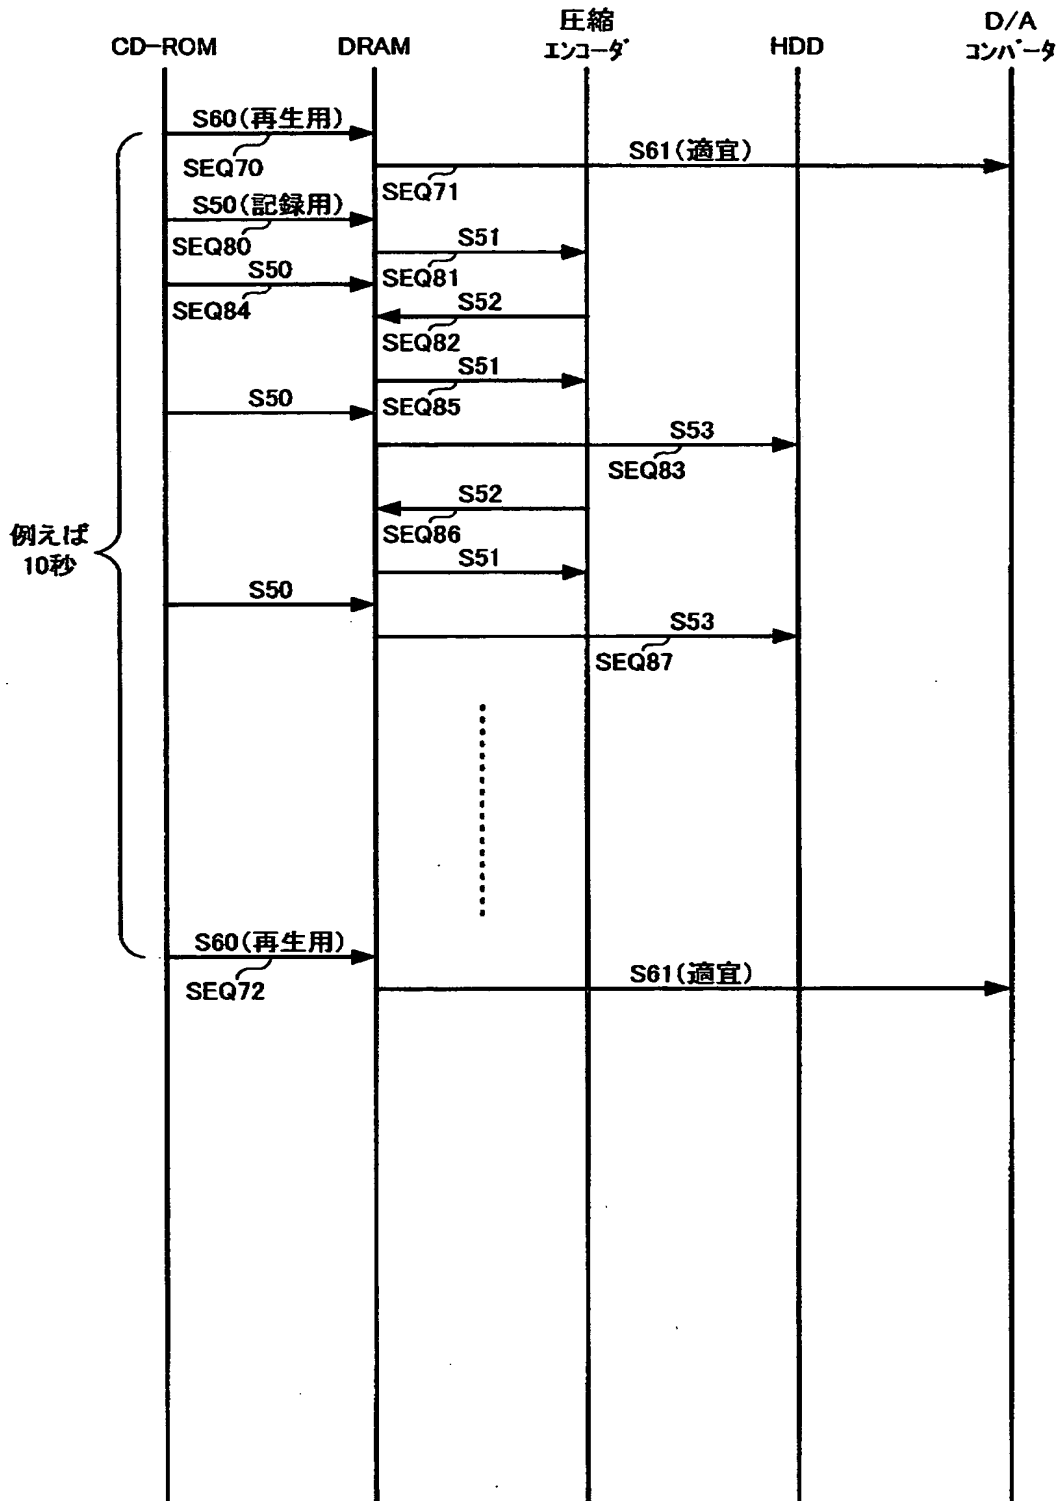 圧縮
エンコーダ
D/A
コンバータ
CD-ROM
DRAM
HDD
S60(再生用)
SEQ70
S61(適宜)
SEQ71
S50(記録用)
SEQ80
S51
SEQ81
S50
SEQ84
S52
SEQ82
S51
SEQ85
S50
S53
SEQ83
S52
SEQ86
例えば
10秒
S51
S50
S53
SEQ87
S60(再生用)
SEQ72
S61(適宜)